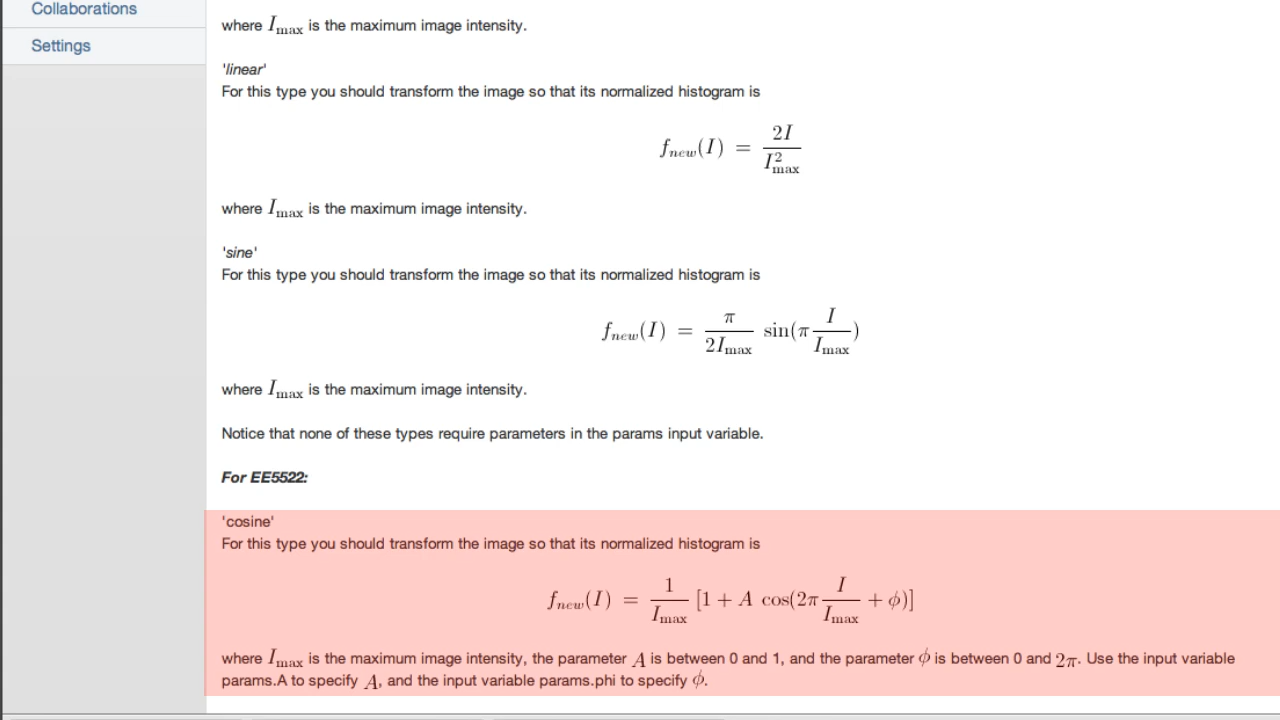 Collaborations
Settings
where I_max is the maximum image intensity.
'linear'
For this type you should transform the image so that its normalized histogram is
f_new(I) = 2I / I²_max
where I_max is the maximum image intensity.
'sine'
For this type you should transform the image so that its normalized histogram is
f_new(I) = π / 2I_max sin(π I / I_max)
where I_max is the maximum image intensity.
Notice that none of these types require parameters in the params input variable.
For EE5522:
'cosine'
For this type you should transform the image so that its normalized histogram is
f_new(I) = 1 / I_max [1 + A cos(2π I / I_max + ϕ)]
where I_max is the maximum image intensity, the parameter A is between 0 and 1, and the parameter ϕ is between 0 and 2π. Use the input variable
params.A to specify A, and the input variable params.phi to specify ϕ.